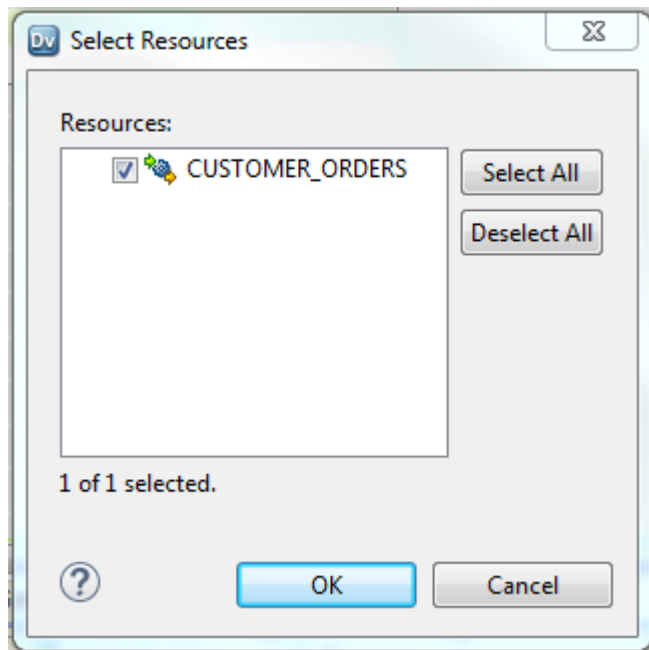 Dv Select Resources
Resources:
CUSTOMER_ORDERS
Select All
Deselect All
1 of 1 selected.
?
OK
Cancel